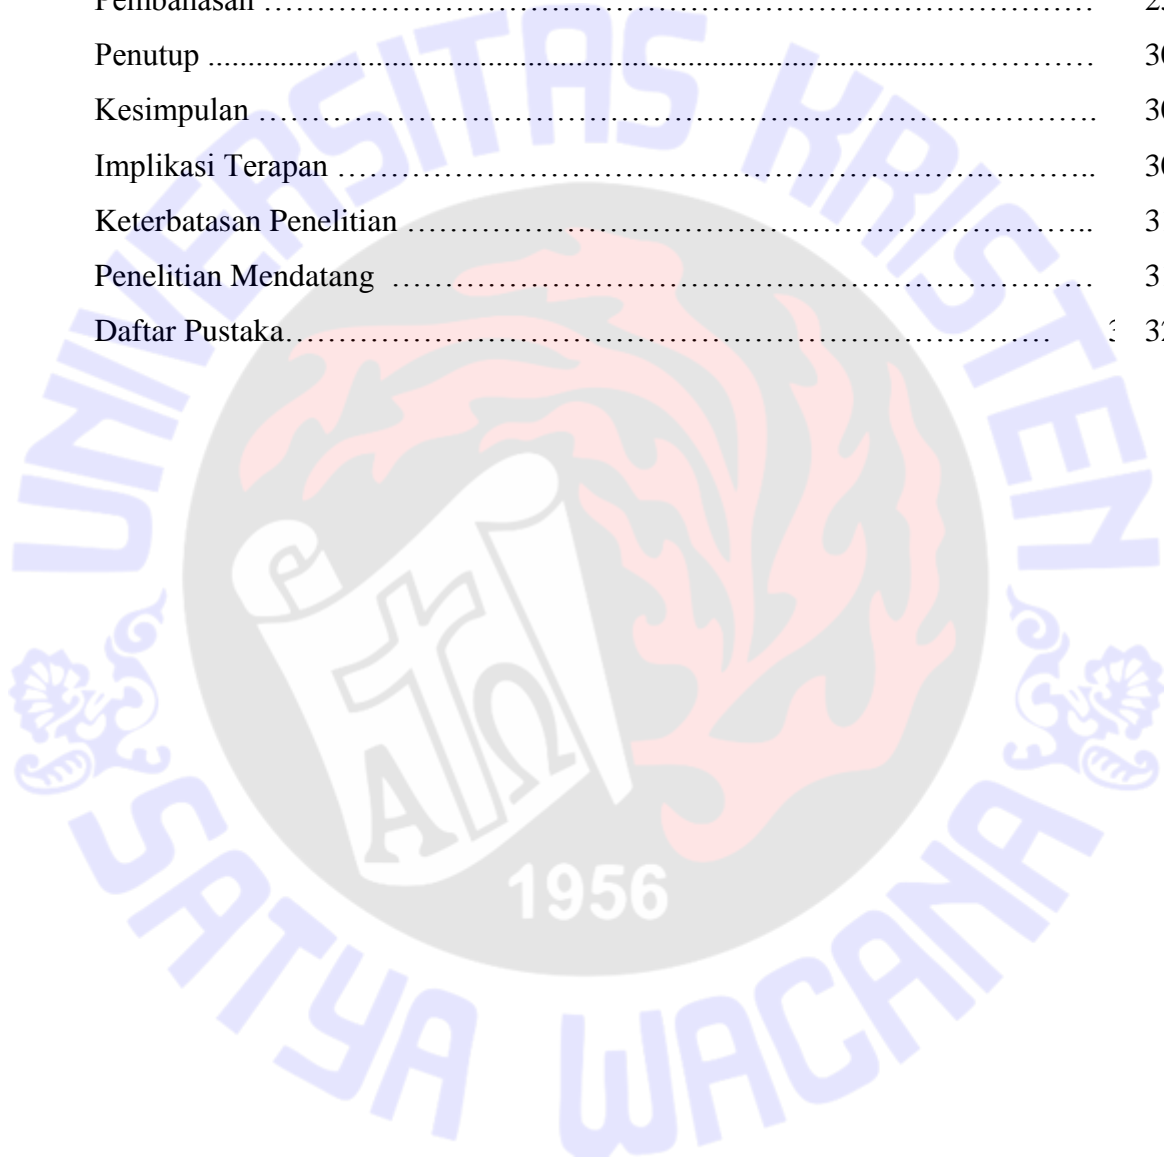 Pembahasan ……………………………………………………………………
Penutup ..........................................................................................……………
Kesimpulan ……………………………………………………………………….
Implikasi Terapan ………………………………………………………………..
Keterbatasan Penelitian …………………………………………………………..
Penelitian Mendatang ……………………………………………………………
Daftar Pustaka………………………………………………………………
UNIVERSITAS KRISTEN
SATYA WACANA
A Ω
1956